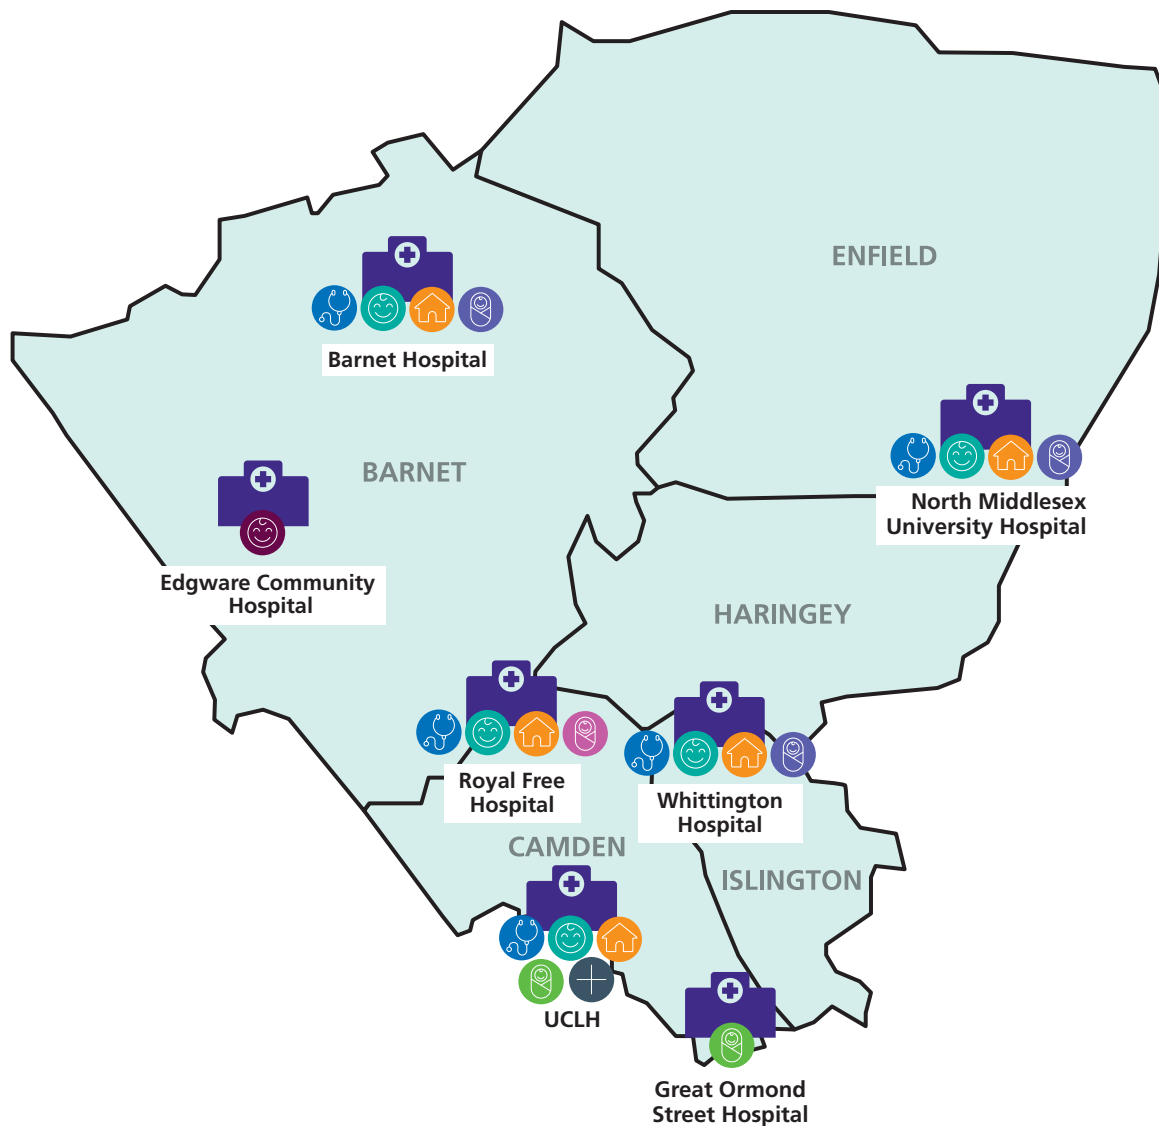 ENFIELD
Barnet Hospital
BARNET
North Middlesex
University Hospital
Edgware Community
Hospital
HARINGEY
Royal Free
Hospital
Whittington
Hospital
CAMDEN
ISLINGTON
UCLH
Great Ormond
Street Hospital